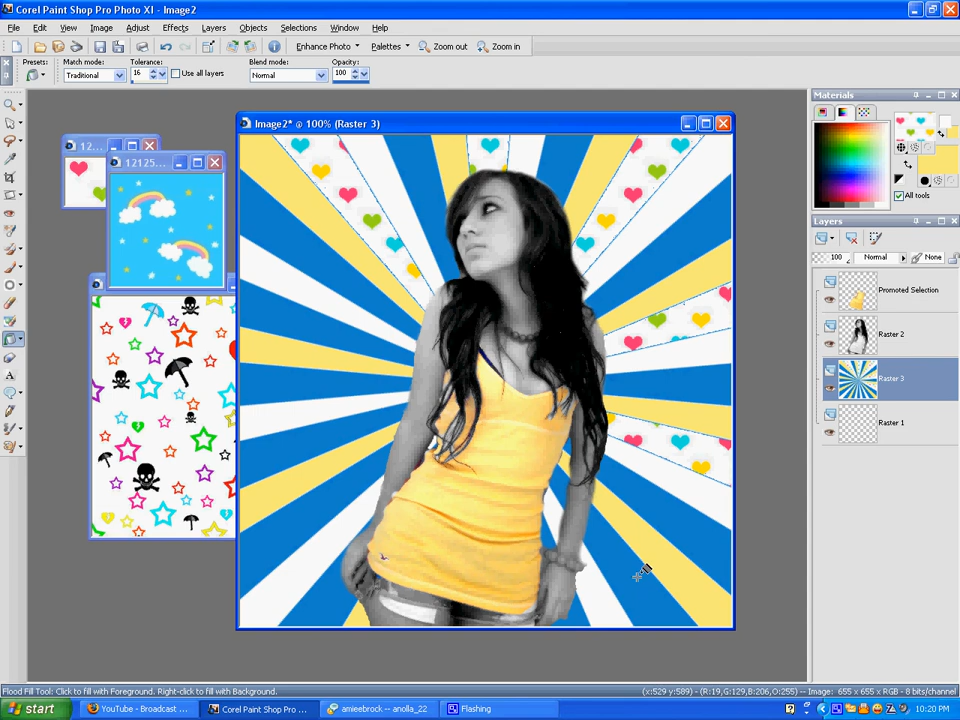 Corel Paint Shop Pro Photo XI - Image2
File Edit View Image Adjust Effects Layers Objects Selections Window Help
Enhance Photo Palettes Zoom out Zoom in
Presets: Match mode: Tolerance: Blend mode: Opacity:
Traditional 16 Use all layers Normal 100
Materials
All tools
Image2* @ 100% (Raster 3)
12...
12125...
Layers
100 Normal None
Promoted Selection
Raster 2
Raster 3
Raster 1
Flood Fill Tool: Click to fill with Foreground. Right-click to fill with Background.
(x:529 y:589) - (R:19,G:129,B:206,O:255) -- Image: 655 x 655 x RGB - 8 bits/channel
start YouTube - Broadcast ... Corel Paint Shop Pro ... amieebrock -- anolla_22 Flashing 10:20 PM